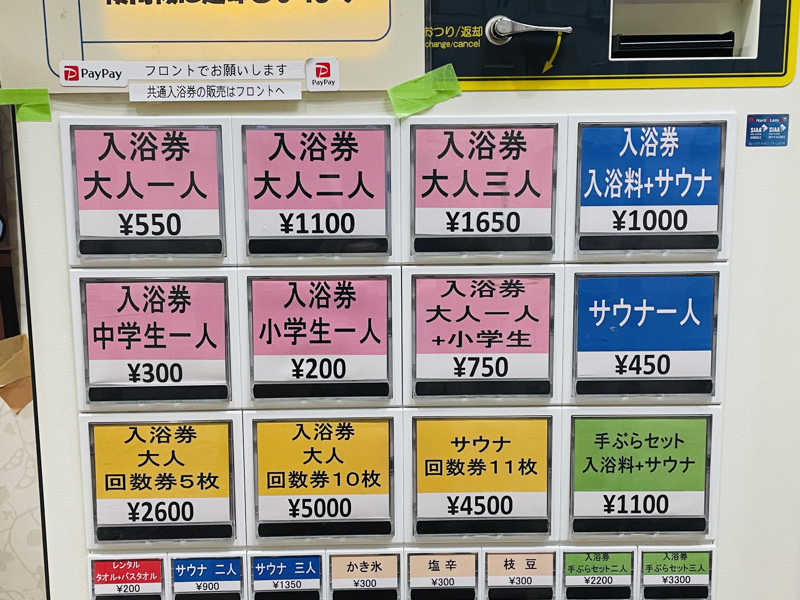 おつり/返却
change/cancel
PayPay
フロントでお願いします
PayPay
共通入浴券の販売はフロントへ
入浴券
大人一人
¥550
入浴券
大人二人
¥1100
入浴券
大人三人
¥1650
入浴券
入浴料+サウナ
¥1000
入浴券
中学生一人
¥300
入浴券
小学生一人
¥200
入浴券
大人一人
+小学生
¥750
サウナ一人
¥450
入浴券
大人
回数券5枚
¥2600
入浴券
大人
回数券10枚
¥5000
サウナ
回数券11枚
¥4500
手ぶらセット
入浴料+サウナ
¥1100
レンタル
タオル+バスタオル
¥200
サウナ 二人
¥900
サウナ 三人
¥1350
かき氷
¥300
塩辛
¥300
枝豆
¥300
入浴券
手ぶらセット二人
¥2200
入浴券
手ぶらセット三人
¥3300